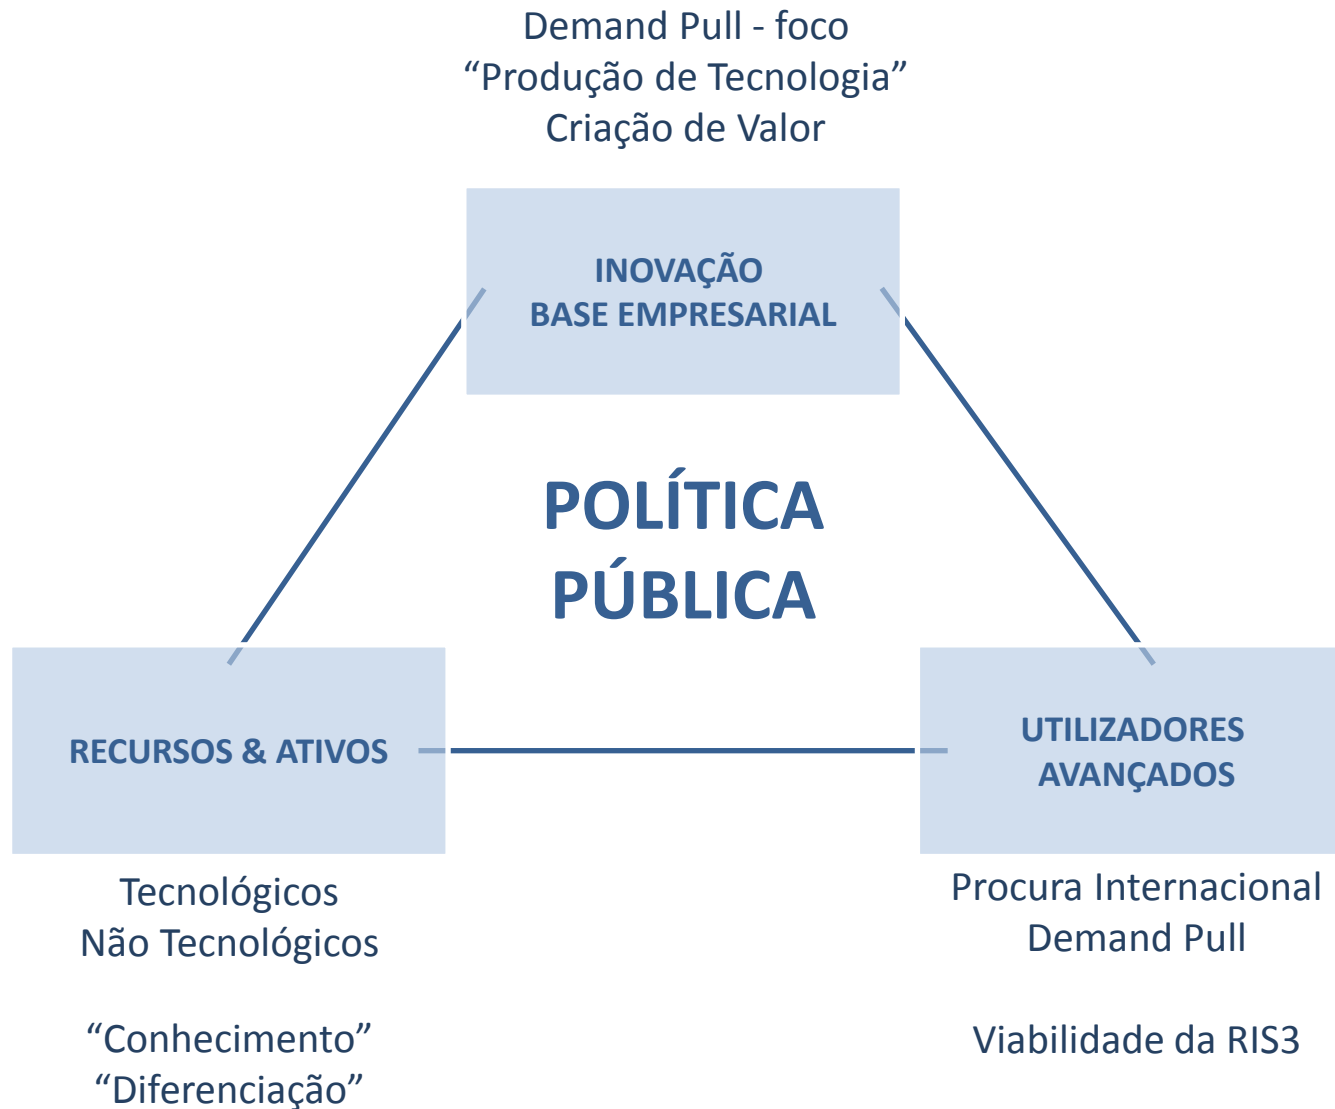 Demand Pull - foco
“Produção de Tecnologia”
Criação de Valor
INOVAÇÃO
BASE EMPRESARIAL
POLÍTICA
PÚBLICA
RECURSOS & ATIVOS
UTILIZADORES
AVANÇADOS
Tecnológicos
Não Tecnológicos
“Conhecimento”
“Diferenciação”
Procura Internacional
Demand Pull
Viabilidade da RIS3